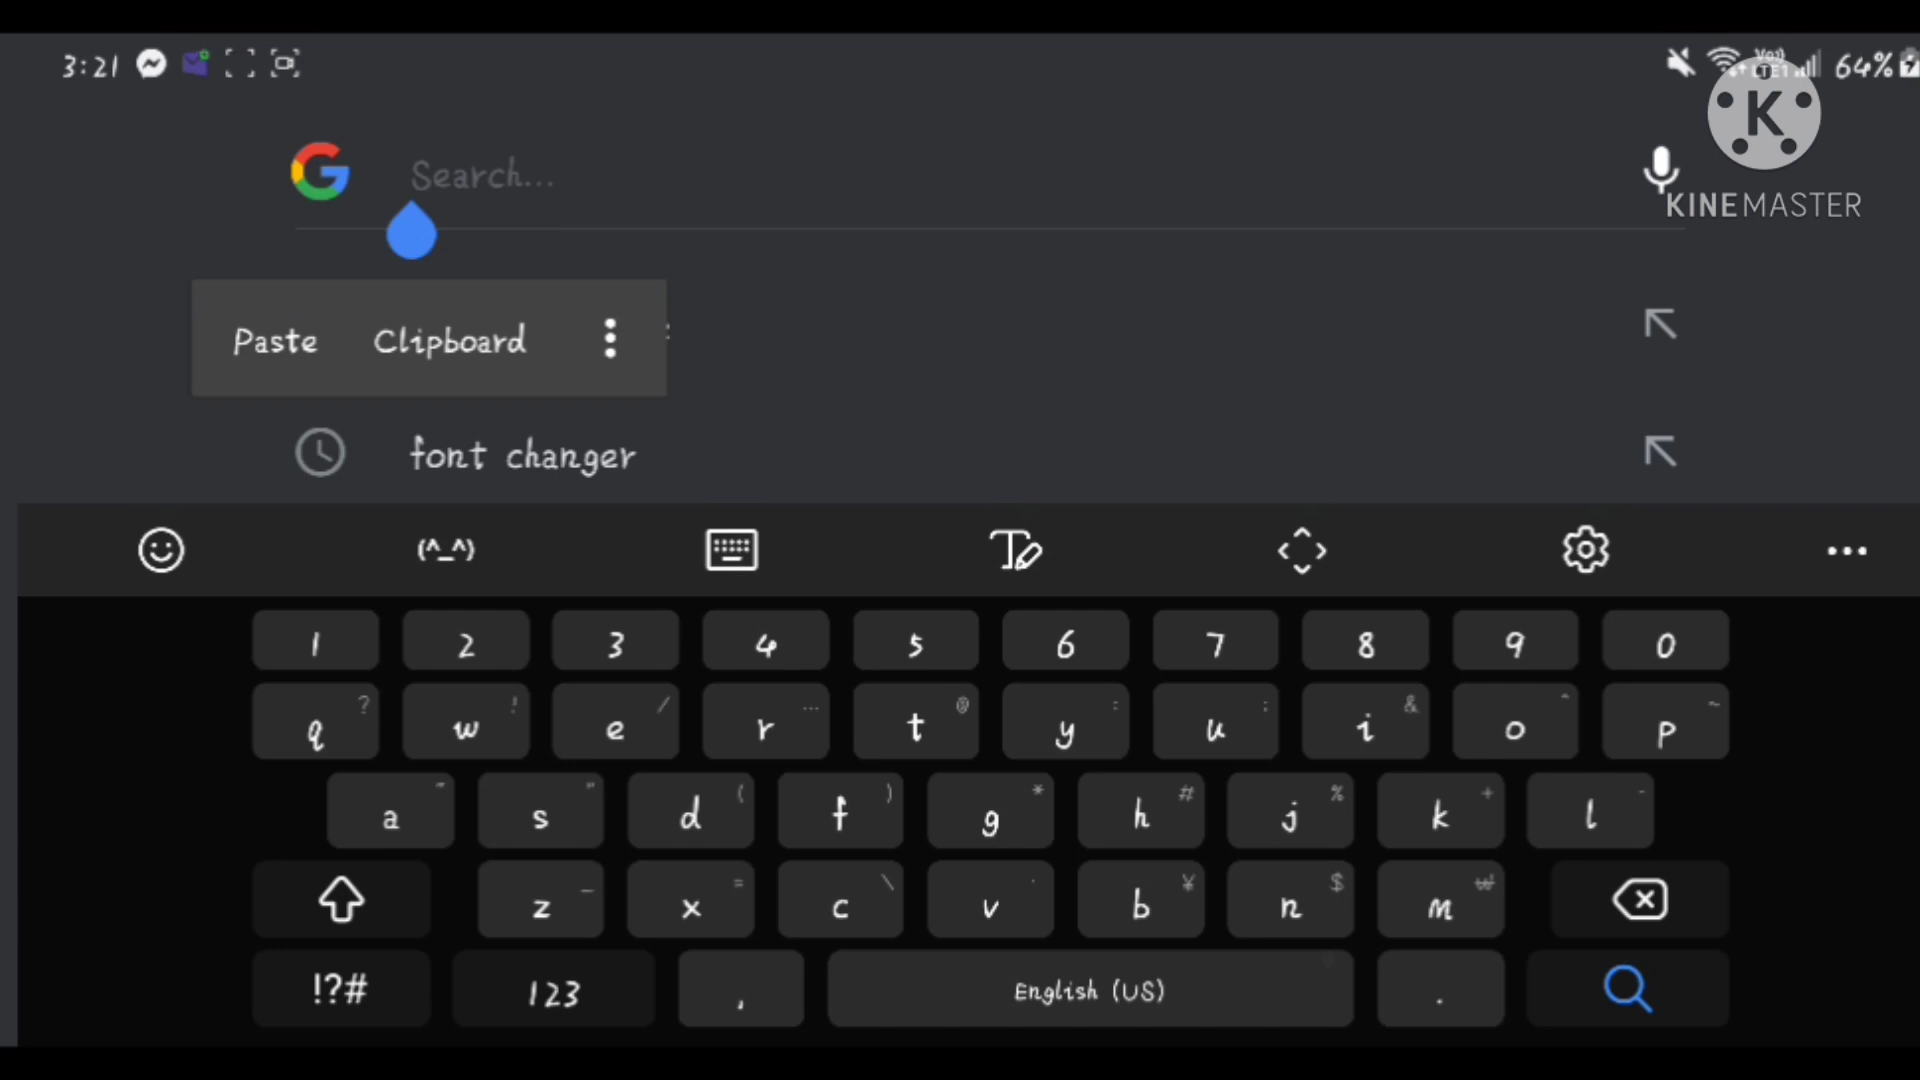 3:21 64%
Search...
KINEMASTER
Paste Clipboard
font changer
(^_^)
1 2 3 4 5 6 7 8 9 0
q w e r t y u i o p
a s d f g h j k l
z x c v b n m
!?# 123 , English (US) .